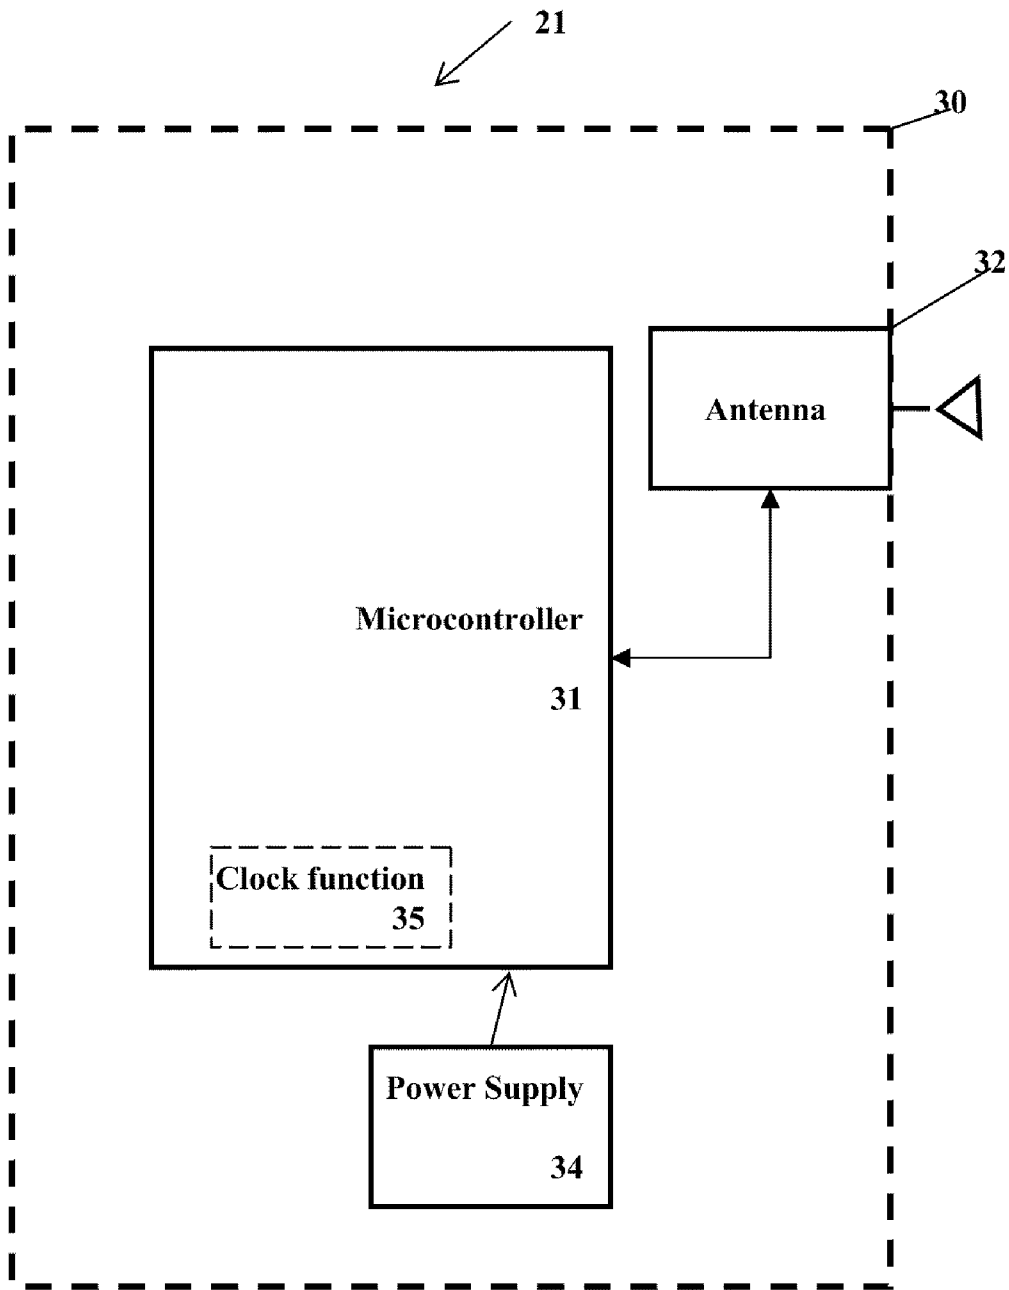 21
30
32
Antenna
Microcontroller
31
Clock function
35
Power Supply
34